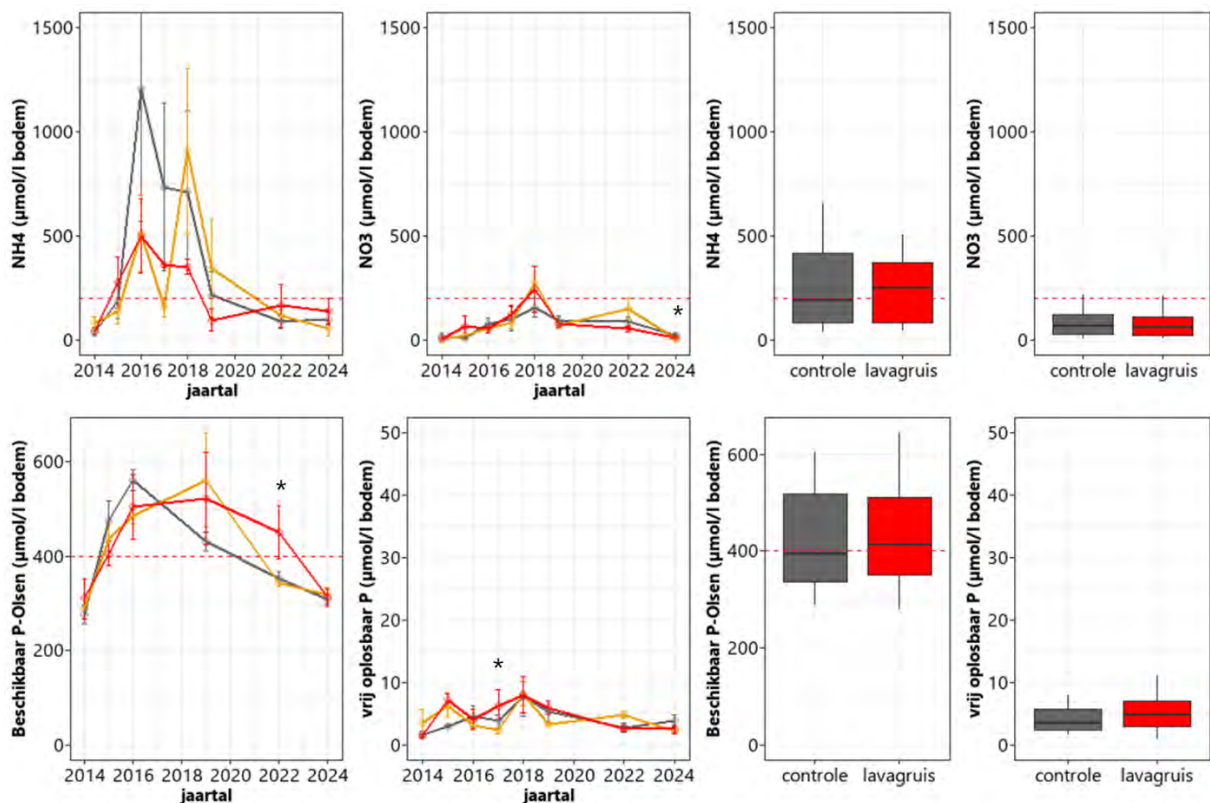 NH4 (µmol/l bodem)
1500
1000
500
0
2014 2016 2018 2020 2022 2024
jaartal
NO3 (µmol/l bodem)
1500
1000
500
0
*
2014 2016 2018 2020 2022 2024
jaartal
NH4 (µmol/l bodem)
1500
1000
500
0
controle lavagruis
NO3 (µmol/l bodem)
1500
1000
500
0
controle lavagruis
Beschikbaar P-Olsen (µmol/l bodem)
600
400
200
0
*
2014 2016 2018 2020 2022 2024
jaartal
vrij oplosbaar P (µmol/l bodem)
50
40
30
20
10
0
*
2014 2016 2018 2020 2022 2024
jaartal
Beschikbaar P-Olsen (µmol/l bodem)
600
400
200
0
controle lavagruis
vrij oplosbaar P (µmol/l bodem)
50
40
30
20
10
0
controle lavagruis